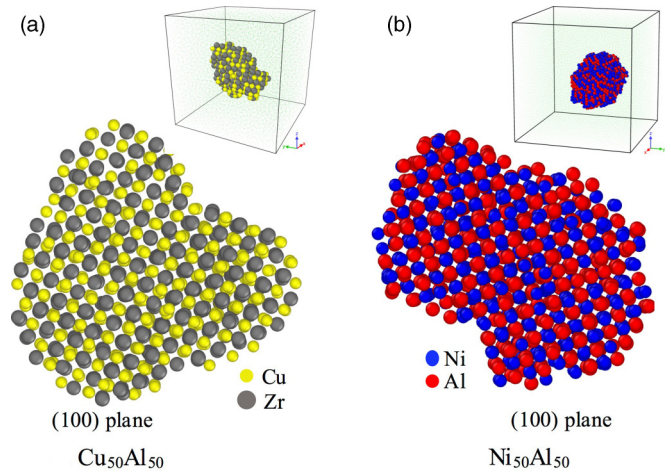 (a)
(b)
Cu
Zr
Ni
Al
(100) plane
(100) plane
Cu₅₀Al₅₀
Ni₅₀Al₅₀